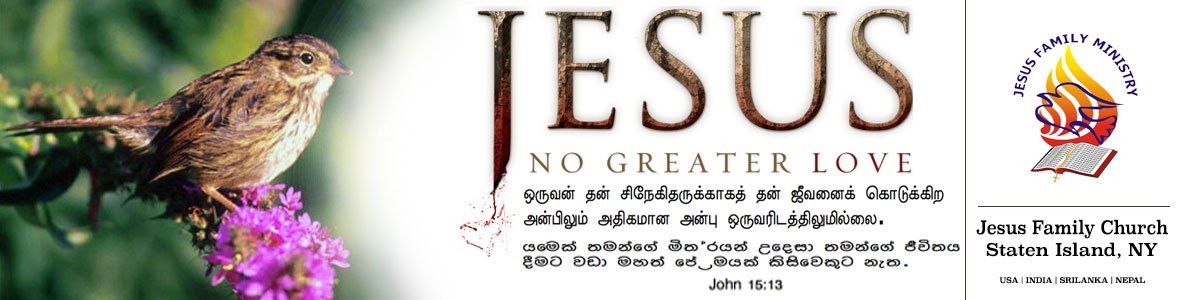 JESUS
NO GREATER LOVE
ஒருவன் தன் சிநேகிதருக்காகத் தன் ஜீவனைக் கொடுக்கிற
அன்பிலும் அதிகமான அன்பு ஒருவரிடத்திலுமில்லை.
යමෙක් තමන්ගේ මිත‍්‍රයන් උදෙසා තමන්ගේ ජීවිතය
දීමට වඩා මහත් ප්‍රේමයක් කිසිවෙකුට නැත.
John 15:13
JESUS FAMILY MINISTRY
Jesus Family Church
Staten Island, NY
USA | INDIA | SRILANKA | NEPAL